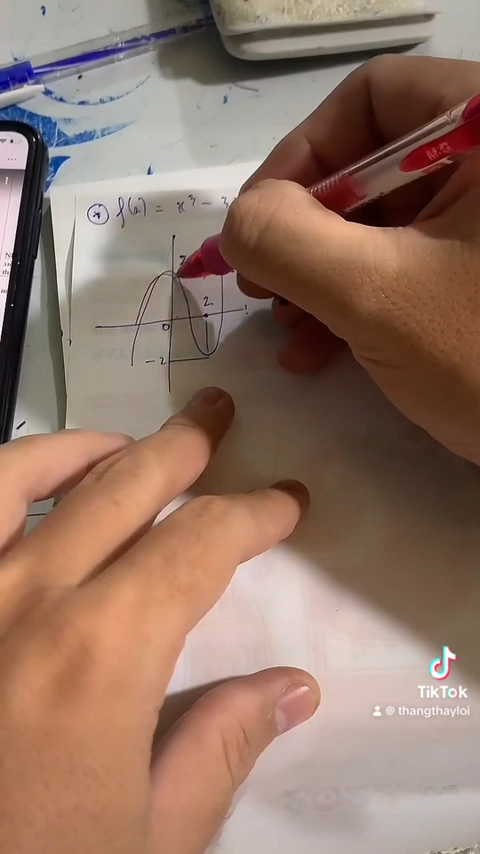 * f(x) = x³ - 3
2
2
0
-2
M&G
TikTok
@ thangthayloi